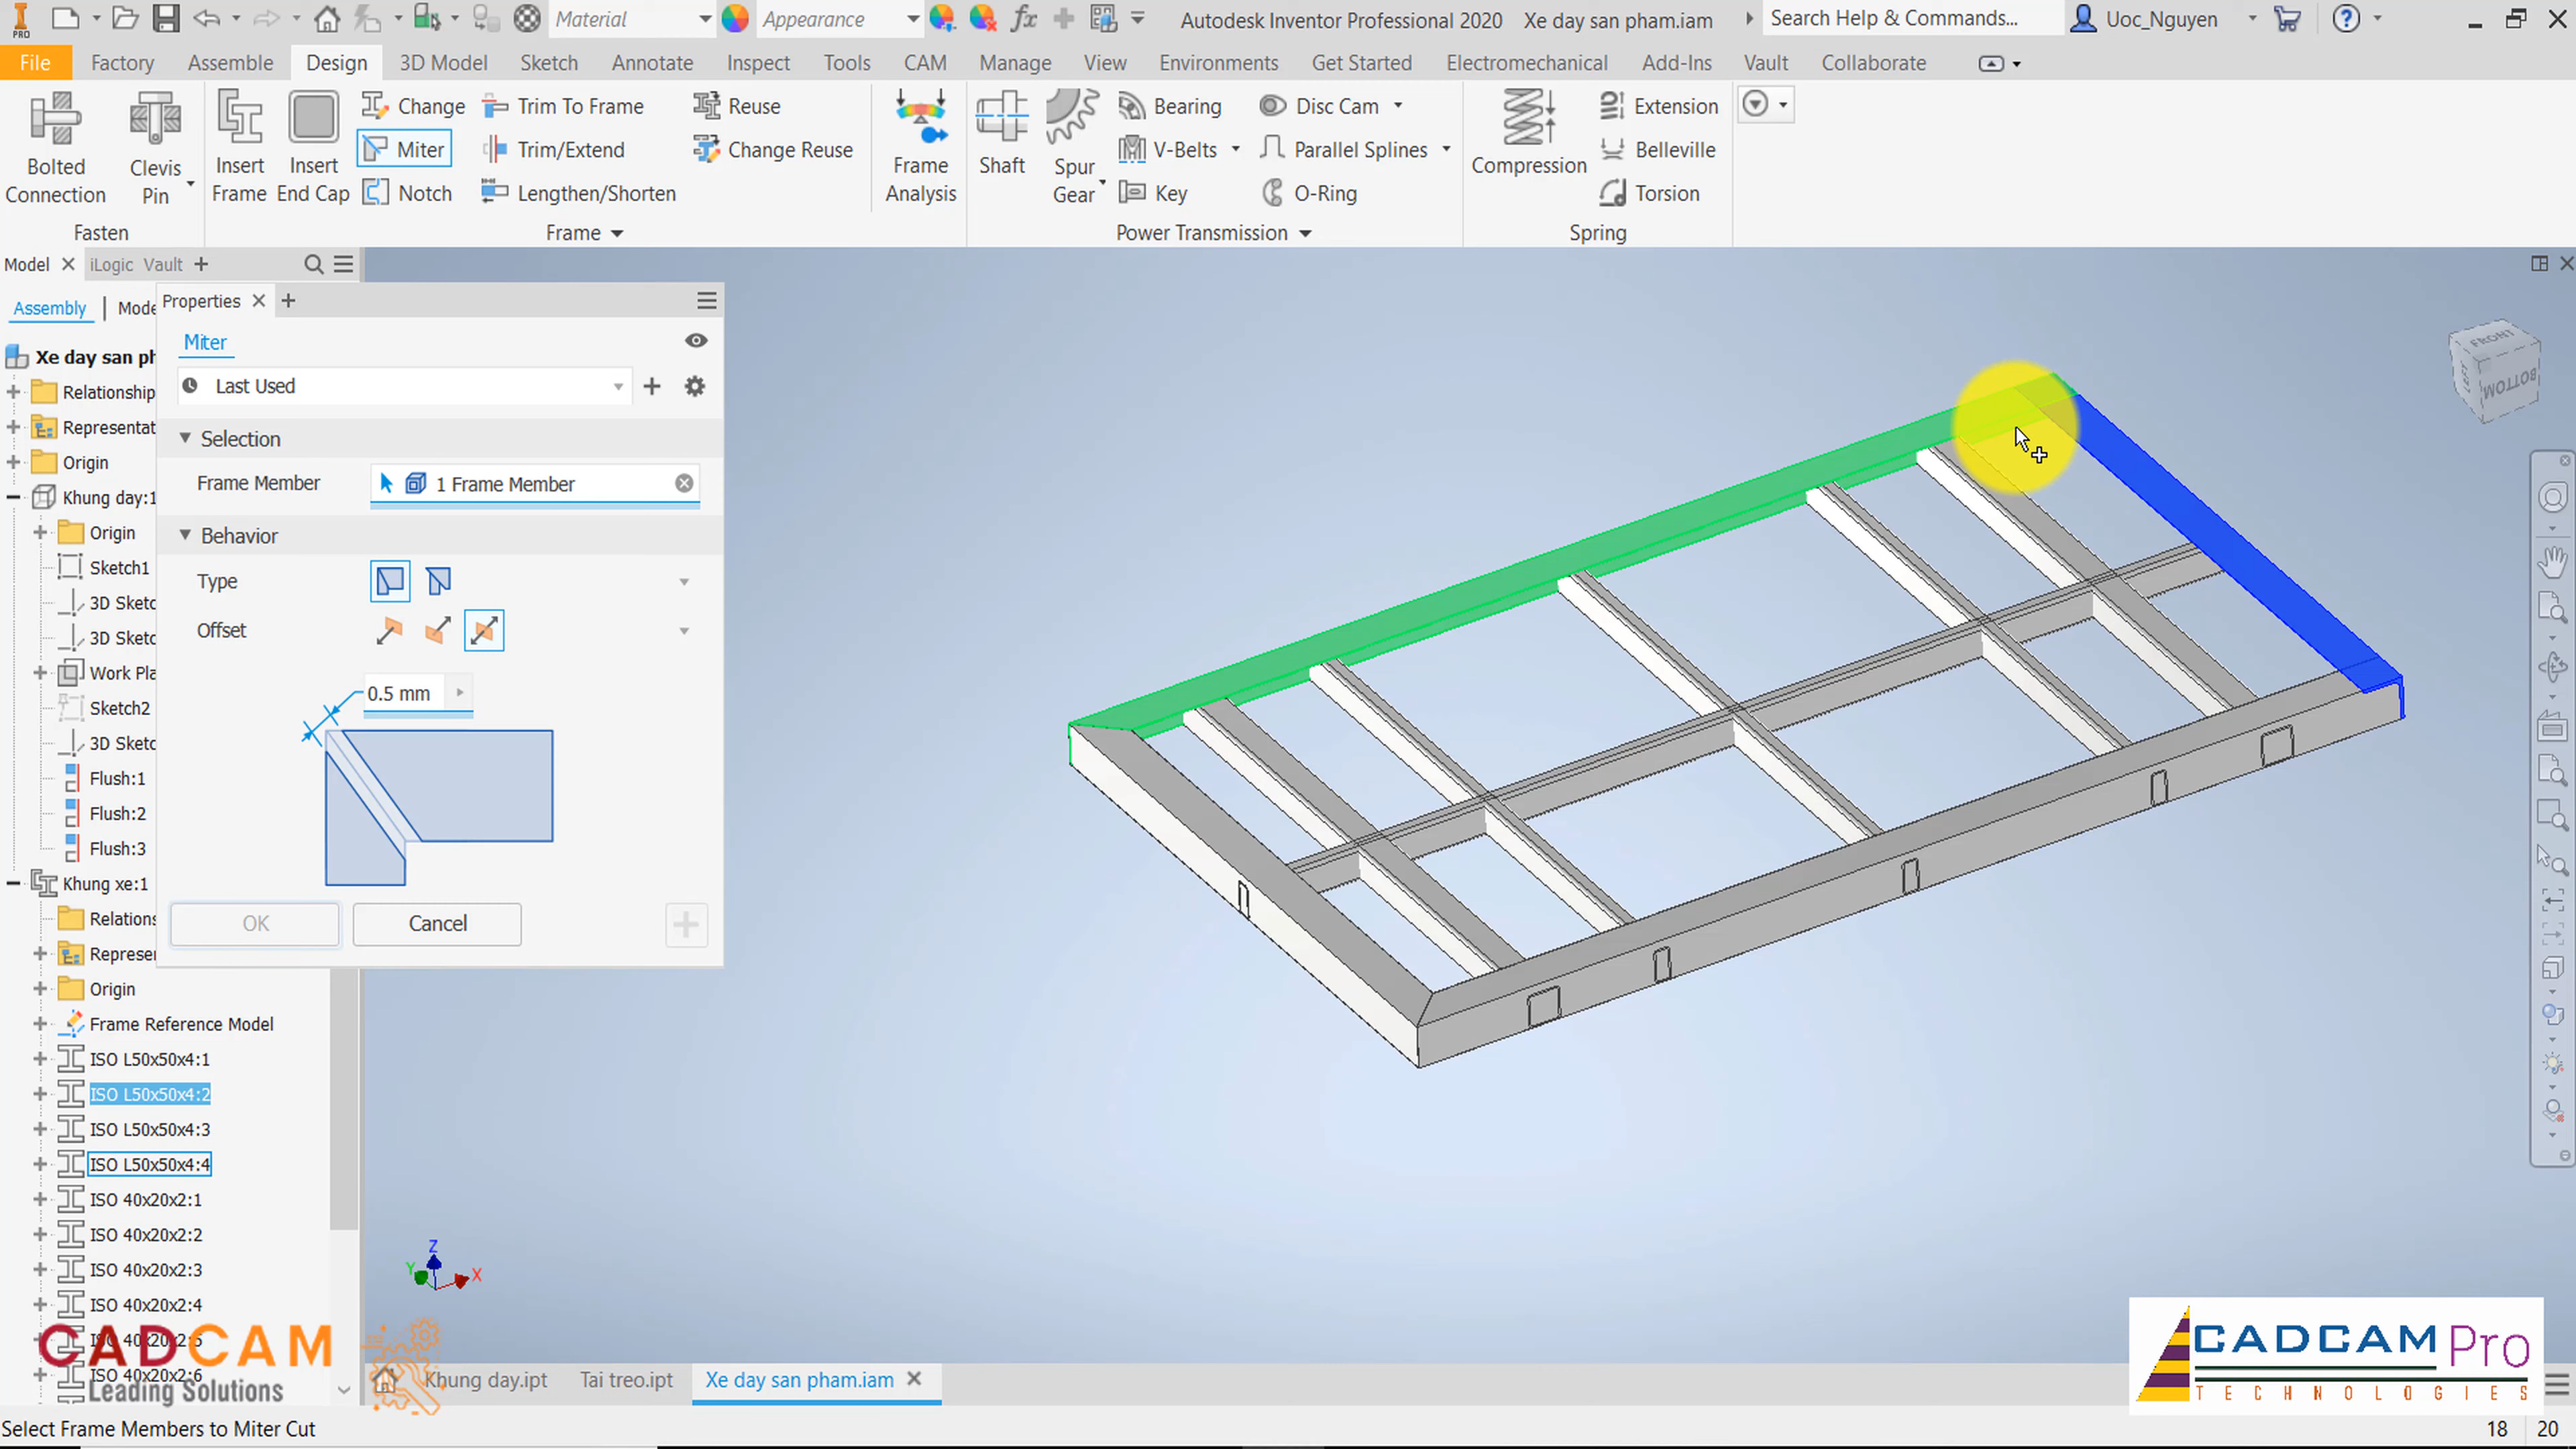 PRO
Material
Appearance
fx
Autodesk Inventor Professional 2020 Xe day san pham.iam
Search Help & Commands...
Uoc_Nguyen
File Factory Assemble Design 3D Model Sketch Annotate Inspect Tools CAM Manage View Environments Get Started Electromechanical Add-Ins Vault Collaborate
Bolted Connection
Clevis Pin
Insert Frame
Insert End Cap
Change
Miter
Notch
Trim To Frame
Trim/Extend
Lengthen/Shorten
Reuse
Change Reuse
Frame Analysis
Shaft
Spur Gear
Bearing
V-Belts
Key
Disc Cam
Parallel Splines
O-Ring
Compression
Extension
Belleville
Torsion
Fasten
Frame
Power Transmission
Spring
Model
iLogic Vault
Assembly | Mode
Xe day san ph
Relationship
Representat
Origin
Khung day:1
Origin
Sketch1
3D Sketc
3D Sketc
Work Pla
Sketch2
3D Sketc
Flush:1
Flush:2
Flush:3
Khung xe:1
Relations
Represer
Origin
Frame Reference Model
ISO L50x50x4:1
ISO L50x50x4:2
ISO L50x50x4:3
ISO L50x50x4:4
ISO 40x20x2:1
ISO 40x20x2:2
ISO 40x20x2:3
ISO 40x20x2:4
ISO 40x20x2:6
Properties
Miter
Last Used
Selection
Frame Member
1 Frame Member
Behavior
Type
Offset
0.5 mm
OK
Cancel
FRONT
BOTTOM
Z
Y
X
CADCAM
Leading Solutions
Khung day.ipt
Tai treo.ipt
Xe day san pham.iam
CADCAM Pro
TECHNOLOGIES
Select Frame Members to Miter Cut
18 20